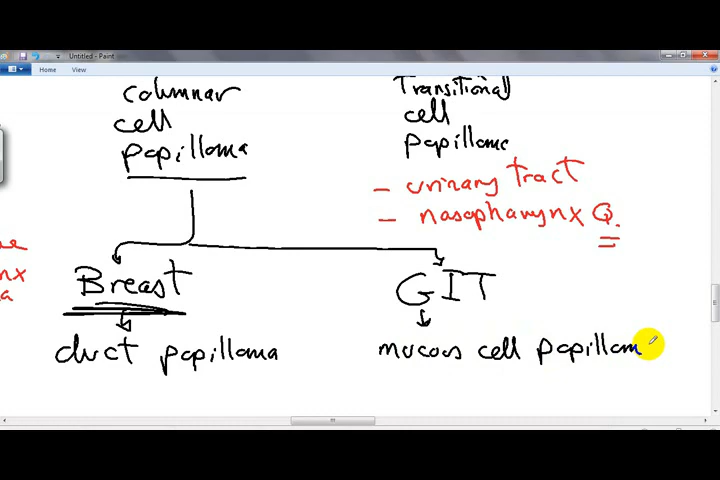 Untitled - Paint
Home View
columnar
cell
papilloma
Transitional
cell
papilloma
- urinary tract
- nasopharynx Q.
Breast
GIT
duct papilloma
mucous cell papillom